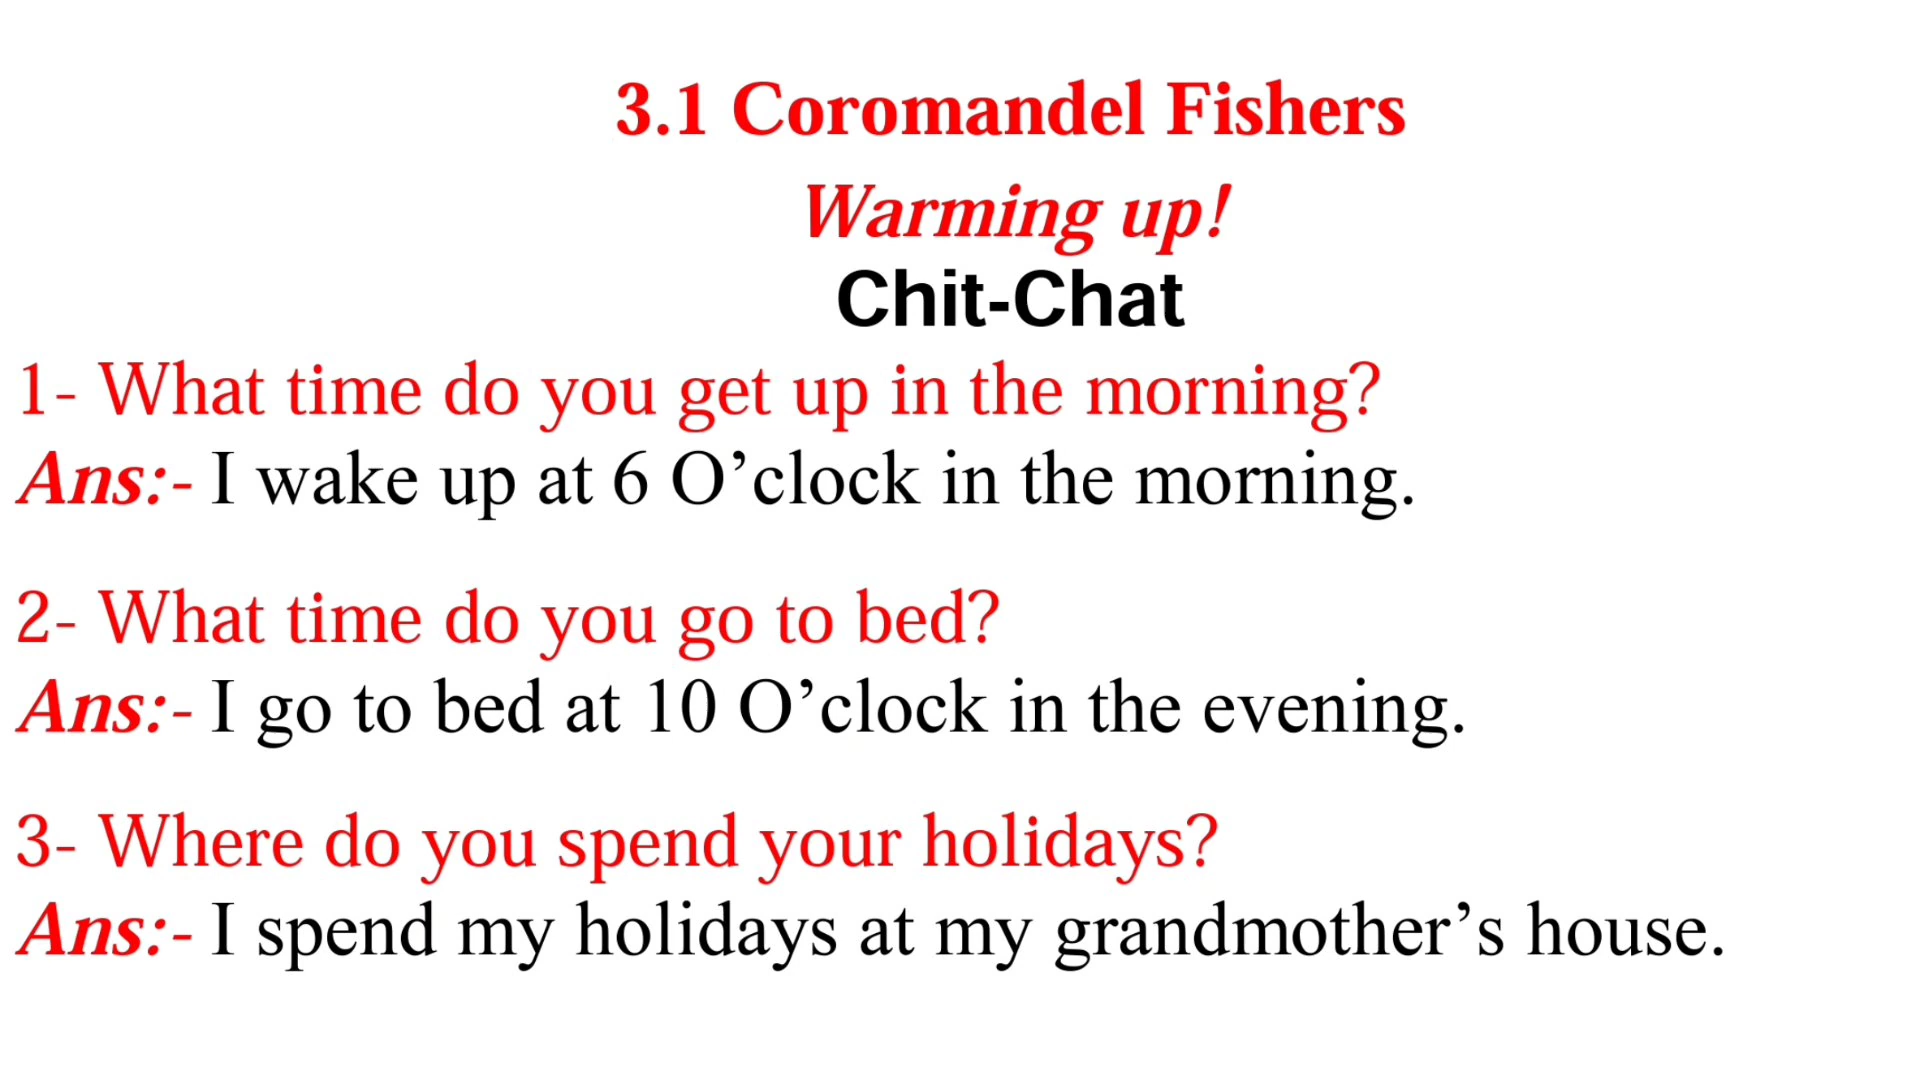 3.1 Coromandel Fishers
Warming up!
Chit-Chat
1- What time do you get up in the morning?
Ans:- I wake up at 6 O’clock in the morning.
2- What time do you go to bed?
Ans:- I go to bed at 10 O’clock in the evening.
3- Where do you spend your holidays?
Ans:- I spend my holidays at my grandmother’s house.